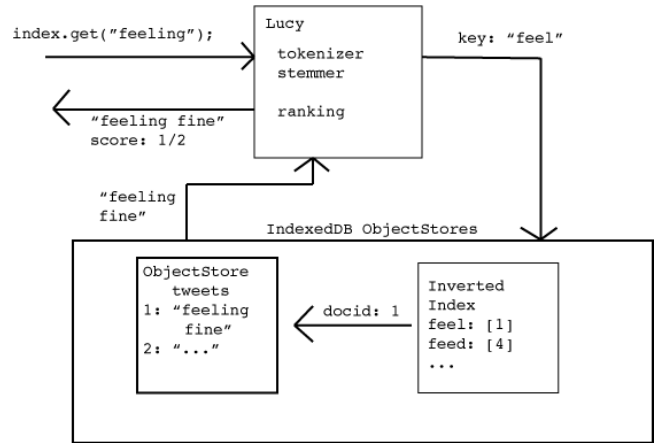 Lucy
index.get("feeling");
tokenizer
stemmer
key: "feel"
ranking
"feeling fine"
score: 1/2
"feeling
fine"
IndexedDB ObjectStores
ObjectStore
tweets
1: "feeling
fine"
2: "..."
docid: 1
Inverted
Index
feel: [1]
feed: [4]
...